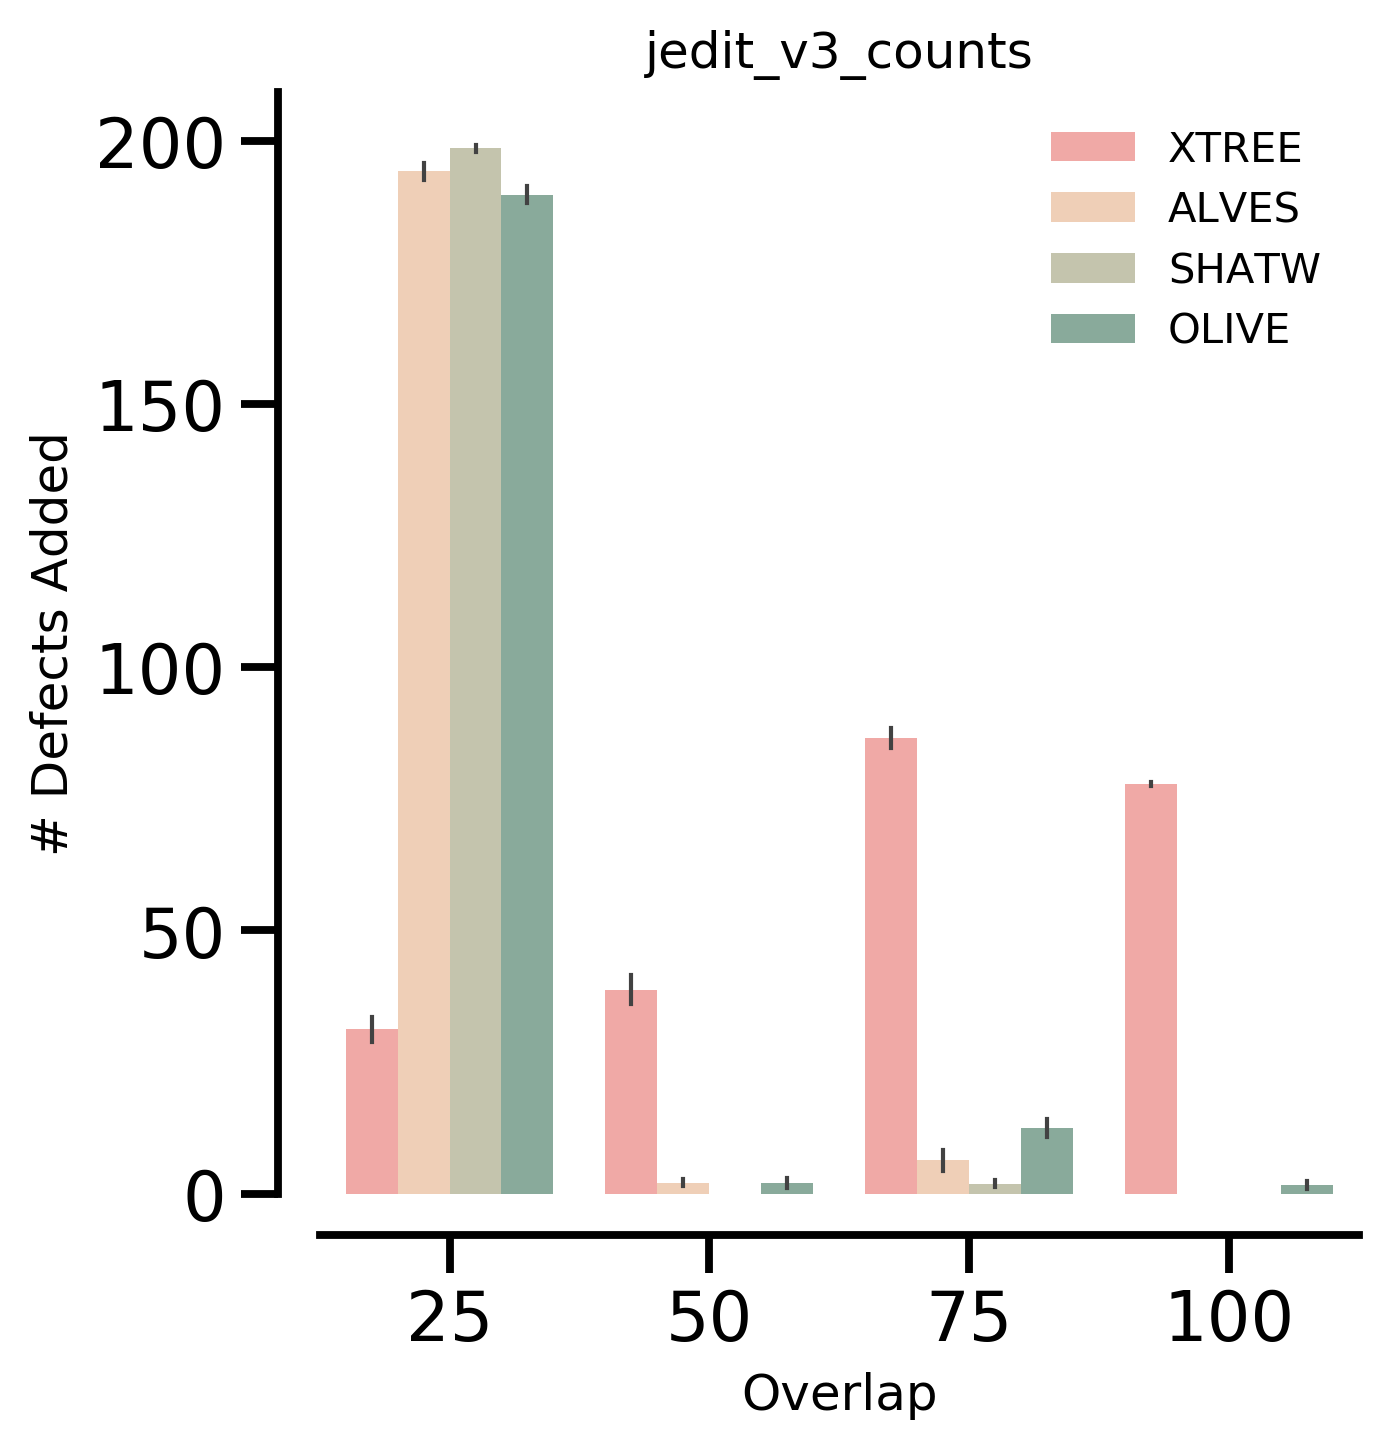 jedit_v3_counts
200
150
100
50
0
# Defects Added
XTREE
ALVES
SHATW
OLIVE
25 50 75 100
Overlap